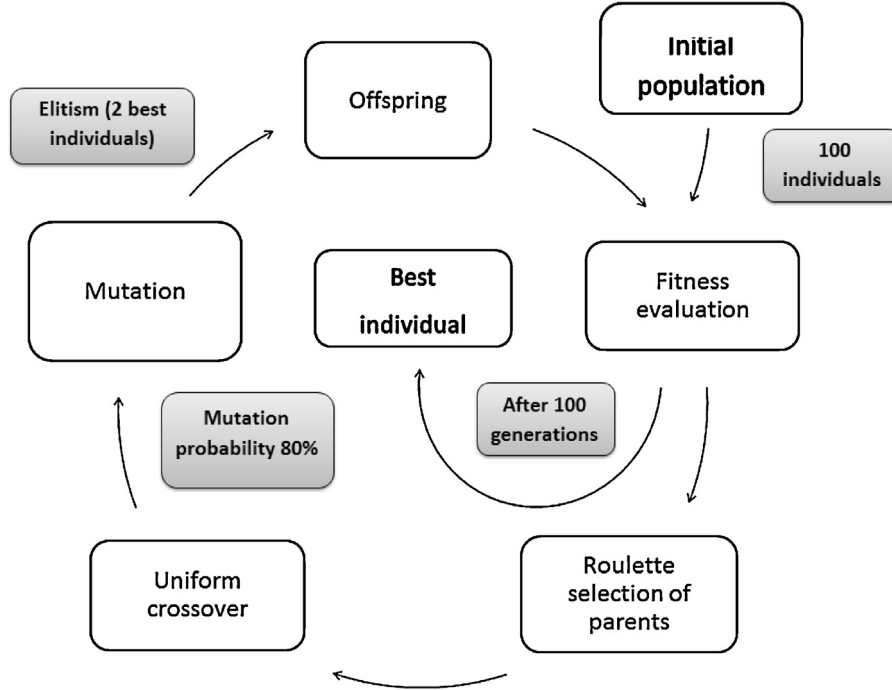 Initial
population
Offspring
Elitism (2 best
individuals)
100
individuals
Mutation
Best
individual
Fitness
evaluation
Mutation
probability 80%
After 100
generations
Uniform
crossover
Roulette
selection of
parents